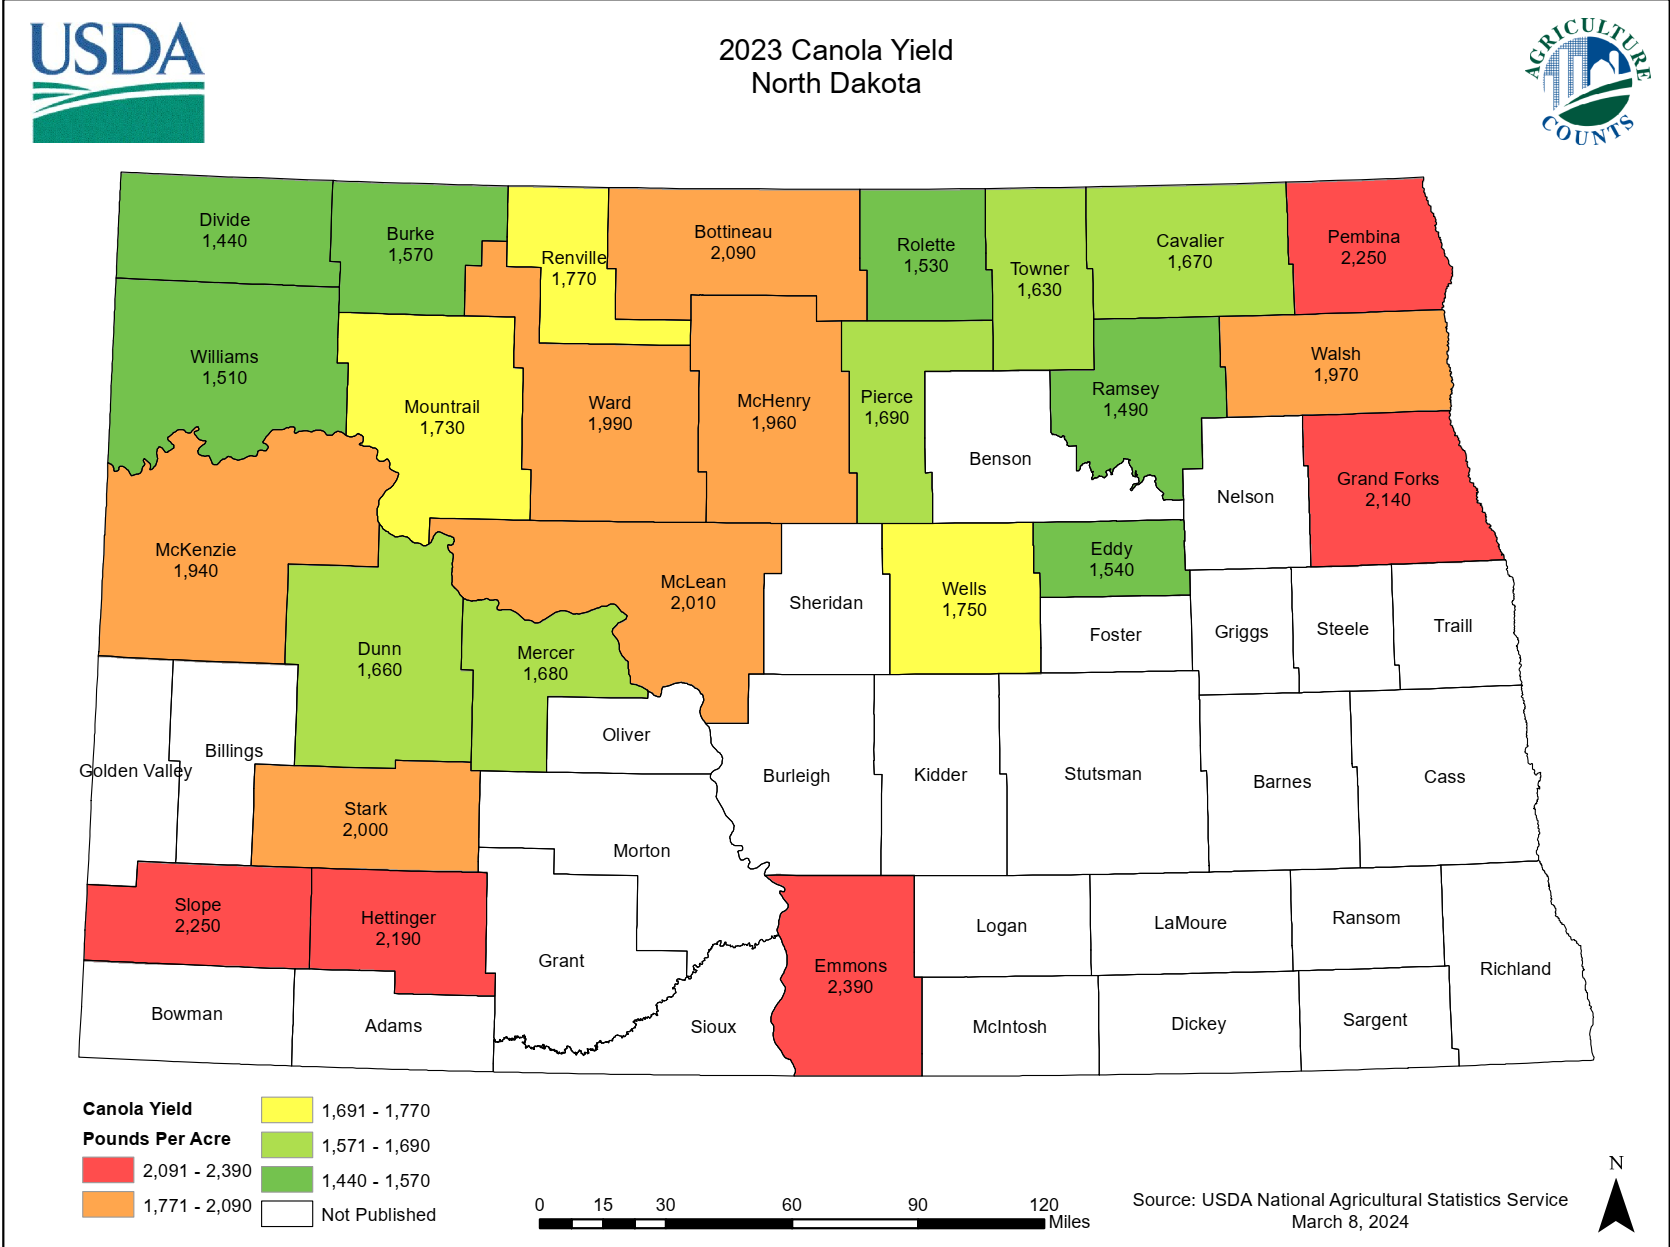 USDA
2023 Canola Yield
North Dakota
AGRICULTURE
COUNTS
Divide
1,440
Burke
1,570
Renville
1,770
Bottineau
2,090
Rolette
1,530
Towner
1,630
Cavalier
1,670
Pembina
2,250
Williams
1,510
Mountrail
1,730
Ward
1,990
McHenry
1,960
Pierce
1,690
Benson
Ramsey
1,490
Walsh
1,970
Nelson
Grand Forks
2,140
McKenzie
1,940
Dunn
1,660
Mercer
1,680
McLean
2,010
Sheridan
Wells
1,750
Eddy
1,540
Foster
Griggs
Steele
Traill
Golden Valley
Billings
Oliver
Burleigh
Kidder
Stutsman
Barnes
Cass
Stark
2,000
Morton
Slope
2,250
Hettinger
2,190
Grant
Emmons
2,390
Logan
LaMoure
Ransom
Richland
Bowman
Adams
Sioux
McIntosh
Dickey
Sargent
Canola Yield
Pounds Per Acre
2,091 - 2,390
1,771 - 2,090
1,691 - 1,770
1,571 - 1,690
1,440 - 1,570
Not Published
0 15 30 60 90 120
Miles
Source: USDA National Agricultural Statistics Service
March 8, 2024
N